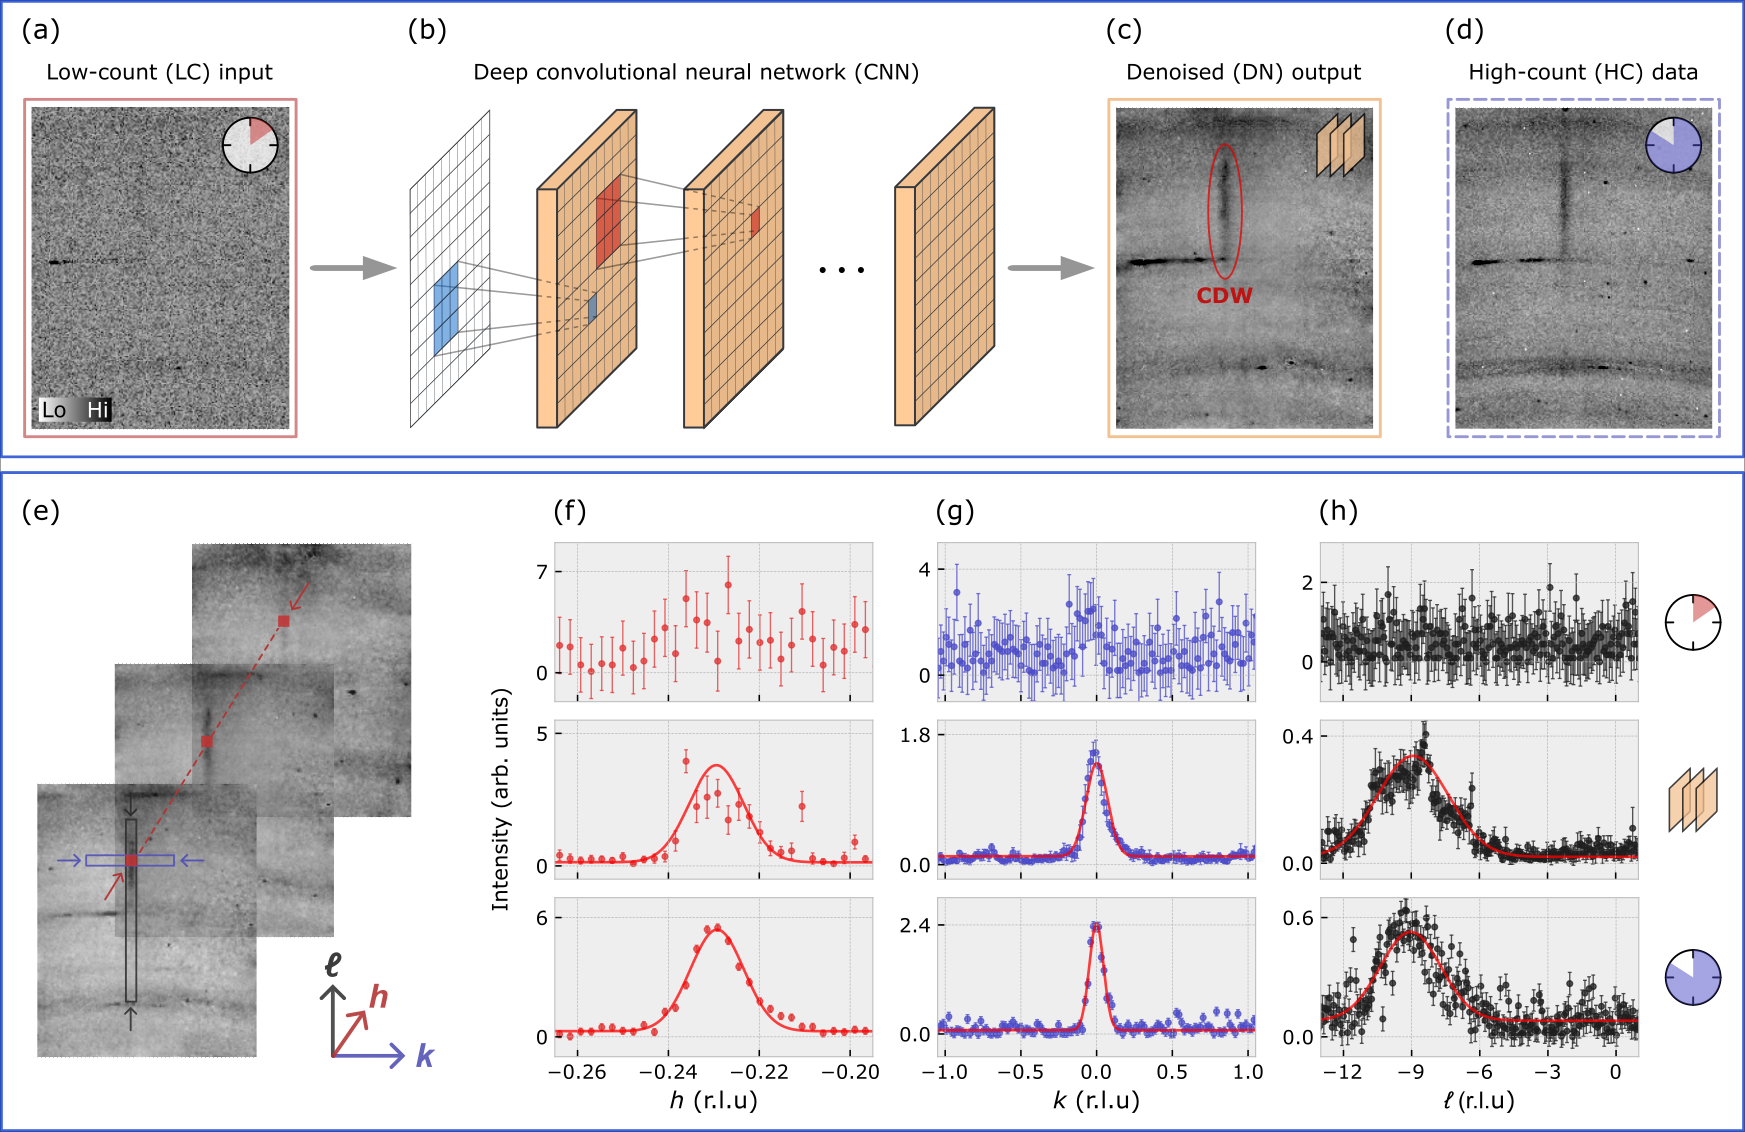 (a)
Low-count (LC) input
Lo Hi
(b)
Deep convolutional neural network (CNN)
(c)
Denoised (DN) output
CDW
(d)
High-count (HC) data
(e)
ℓ
h
k
Intensity (arb. units)
(f)
7
0
5
0
6
0
−0.26 −0.24 −0.22 −0.20
h (r.l.u)
(g)
4
0
1.8
0.0
2.4
0.0
−1.0 −0.5 0.0 0.5 1.0
k (r.l.u)
(h)
2
0
0.4
0.0
0.6
0.0
−12 −9 −6 −3 0
ℓ (r.l.u)